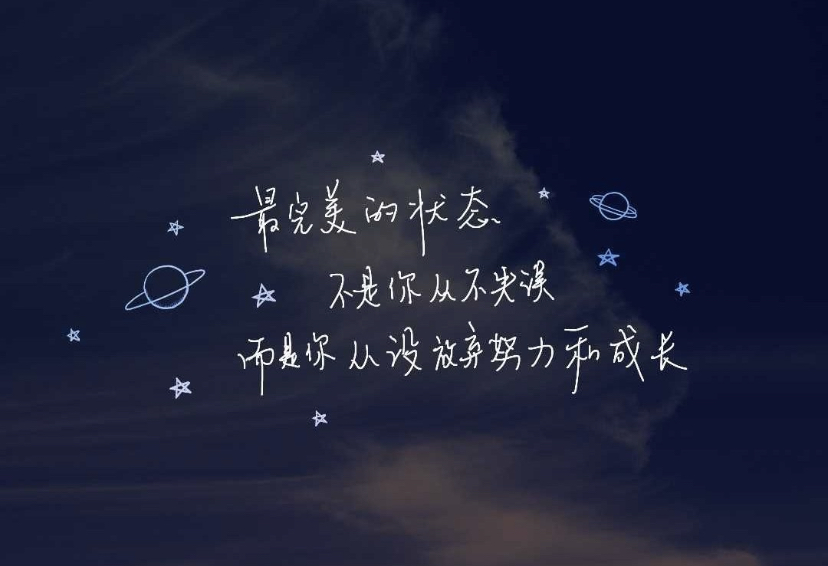 最完美的状态
不是你从不失误
而是你从没放弃努力和成长